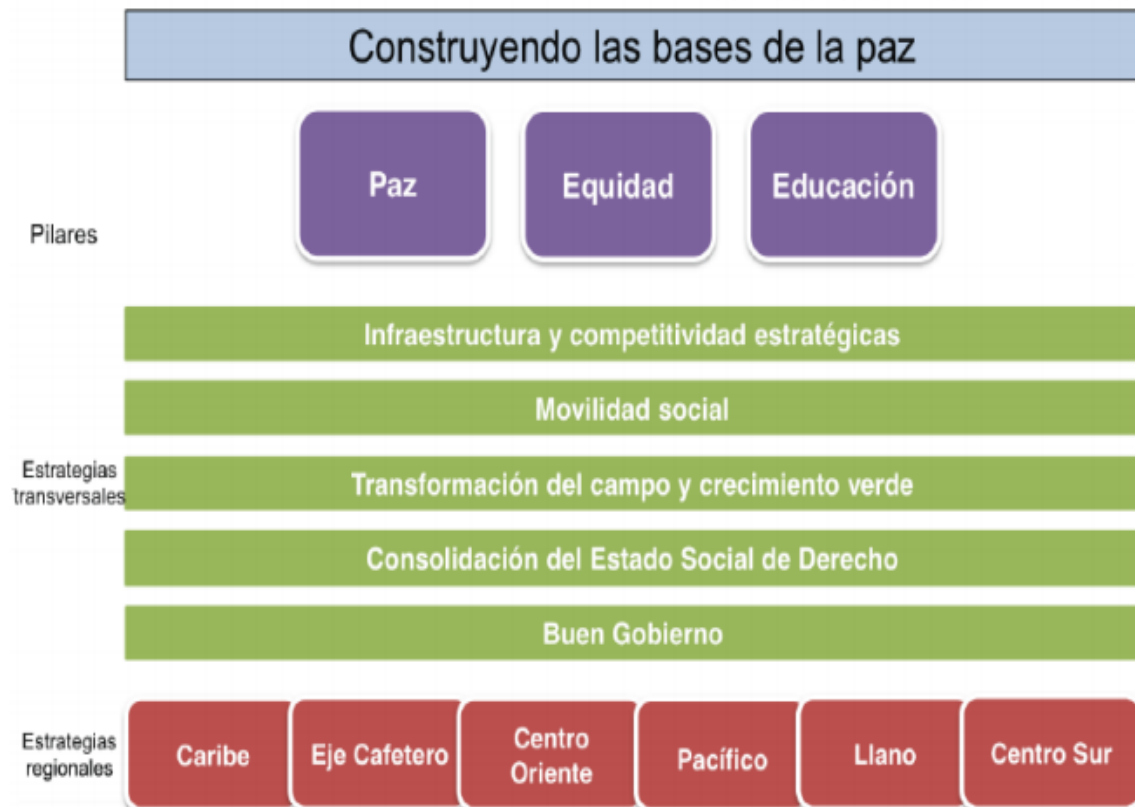 Construyendo las bases de la paz
Paz
Equidad
Educación
Pilares
Infraestructura y competitividad estratégicas
Movilidad social
Estrategias
transversales
Transformación del campo y crecimiento verde
Consolidación del Estado Social de Derecho
Buen Gobierno
Estrategias
regionales
Caribe
Eje Cafetero
Centro
Oriente
Pacífico
Llano
Centro Sur